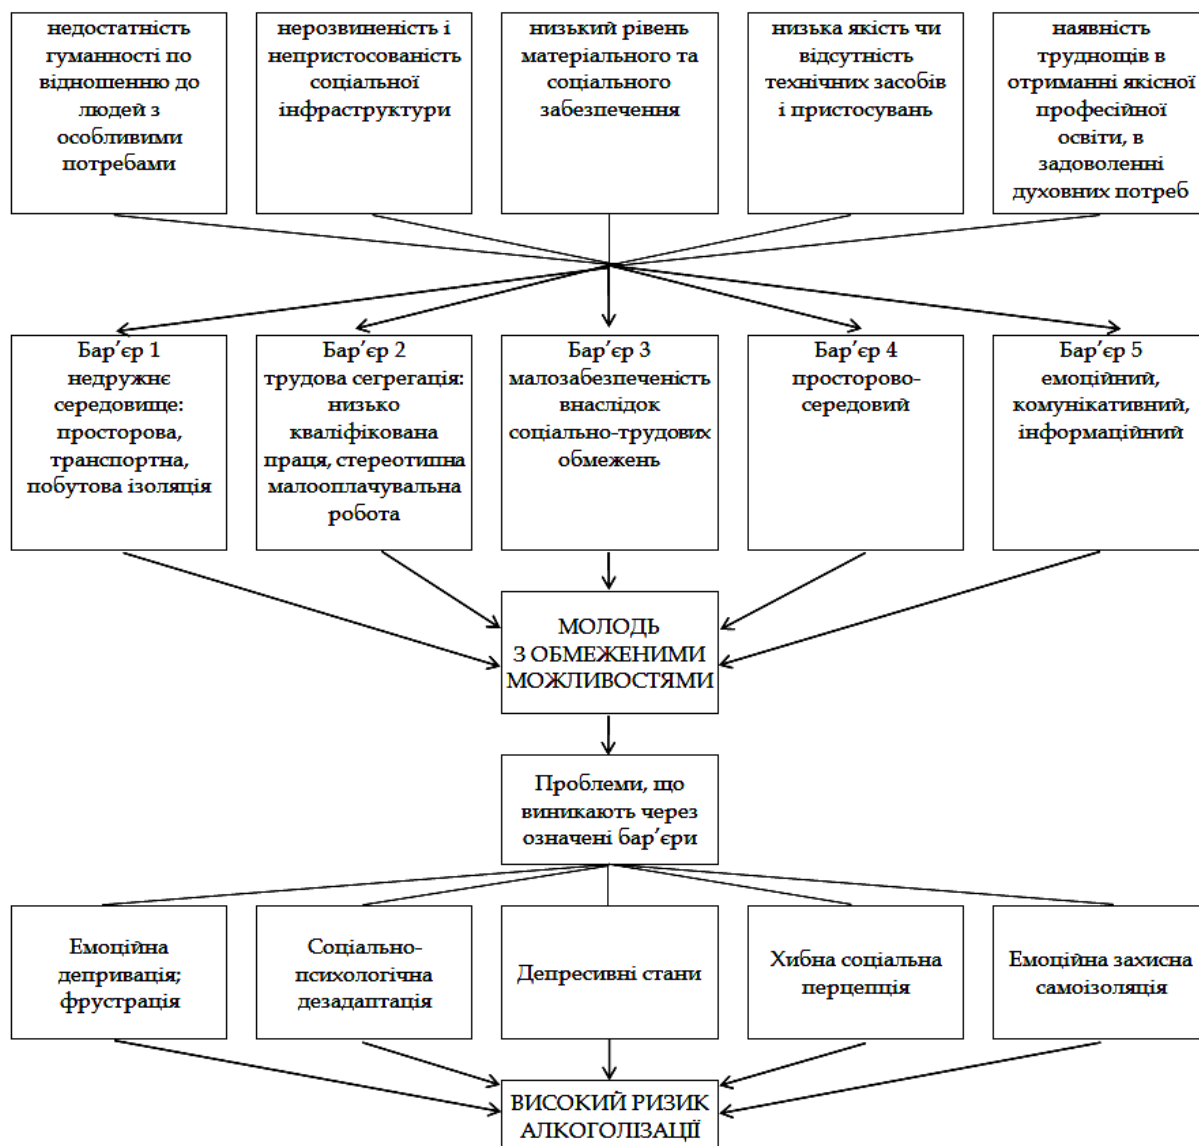 недостатність
гуманності по
відношенню до
людей з
особливими
потребами
нерозвиненість і
непристосованість
соціальної
інфраструктури
низький рівень
матеріального та
соціального
забезпечення
низька якість чи
відсутність
технічних засобів
і пристосувань
наявність
труднощів в
отриманні якісної
професійної
освіти, в
задоволенні
духовних потреб
Бар’єр 1
недружнє
середовище:
просторова,
транспортна,
побутова ізоляція
Бар’єр 2
трудова сегрегація:
низько
кваліфікована
праця, стереотипна
малооплачувальна
робота
Бар’єр 3
малозабезпеченість
внаслідок
соціально-трудових
обмежень
Бар’єр 4
просторово-
середовий
Бар’єр 5
емоційний,
комунікативний,
інформаційний
МОЛОДЬ
З ОБМЕЖЕНИМИ
МОЖЛИВОСТЯМИ
Проблеми, що
виникають через
означені бар’єри
Емоційна
депривація;
фрустрація
Соціально-
психологічна
дезадаптація
Депресивні стани
Хибна соціальна
перцепція
Емоційна захисна
самоізоляція
ВИСОКИЙ РИЗИК
АЛКОГОЛІЗАЦІЇ